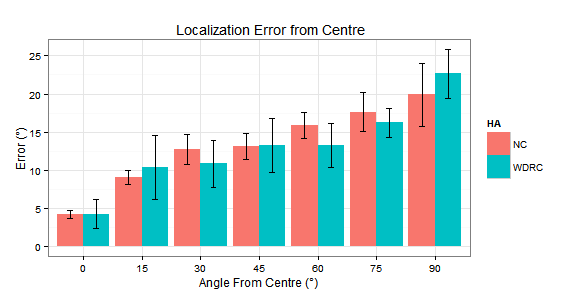 Localization Error from Centre
Error (°)
25
20
15
10
5
0
0 15 30 45 60 75 90
Angle From Centre (°)
HA
NC
WDRC